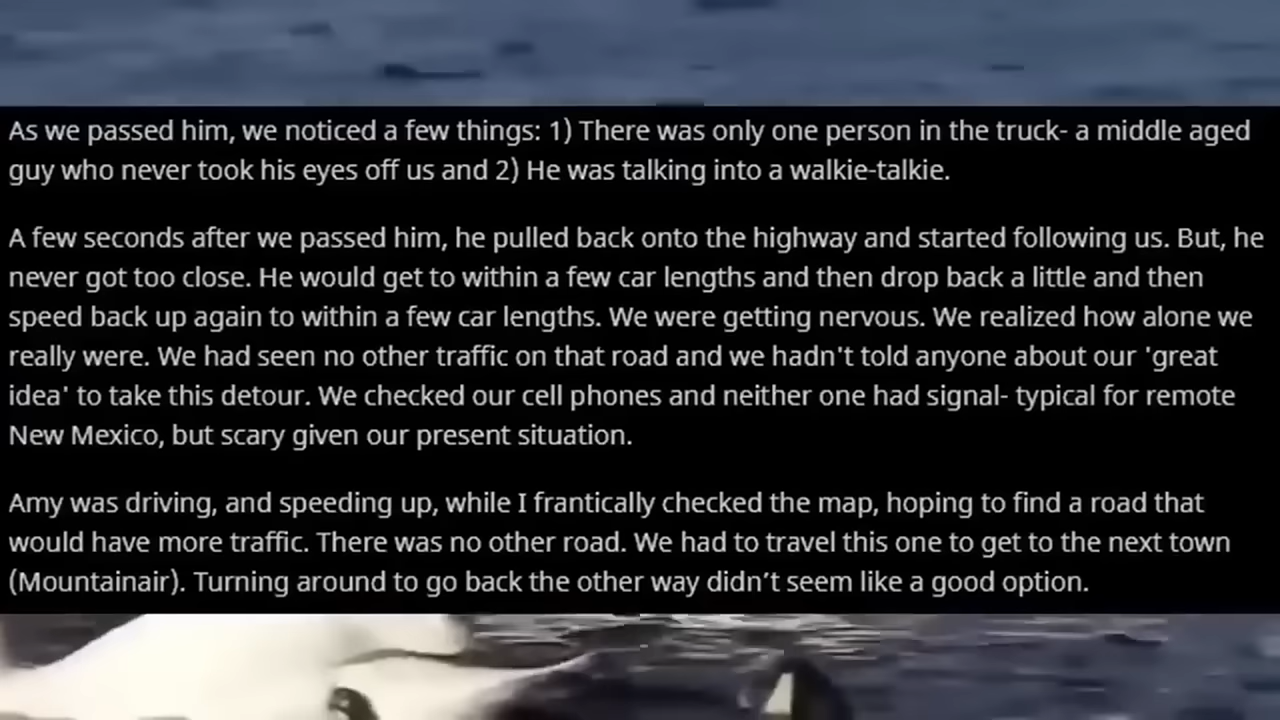 As we passed him, we noticed a few things: 1) There was only one person in the truck- a middle aged
guy who never took his eyes off us and 2) He was talking into a walkie-talkie.
A few seconds after we passed him, he pulled back onto the highway and started following us. But, he
never got too close. He would get to within a few car lengths and then drop back a little and then
speed back up again to within a few car lengths. We were getting nervous. We realized how alone we
really were. We had seen no other traffic on that road and we hadn't told anyone about our 'great
idea' to take this detour. We checked our cell phones and neither one had signal- typical for remote
New Mexico, but scary given our present situation.
Amy was driving, and speeding up, while I frantically checked the map, hoping to find a road that
would have more traffic. There was no other road. We had to travel this one to get to the next town
(Mountainair). Turning around to go back the other way didn’t seem like a good option.